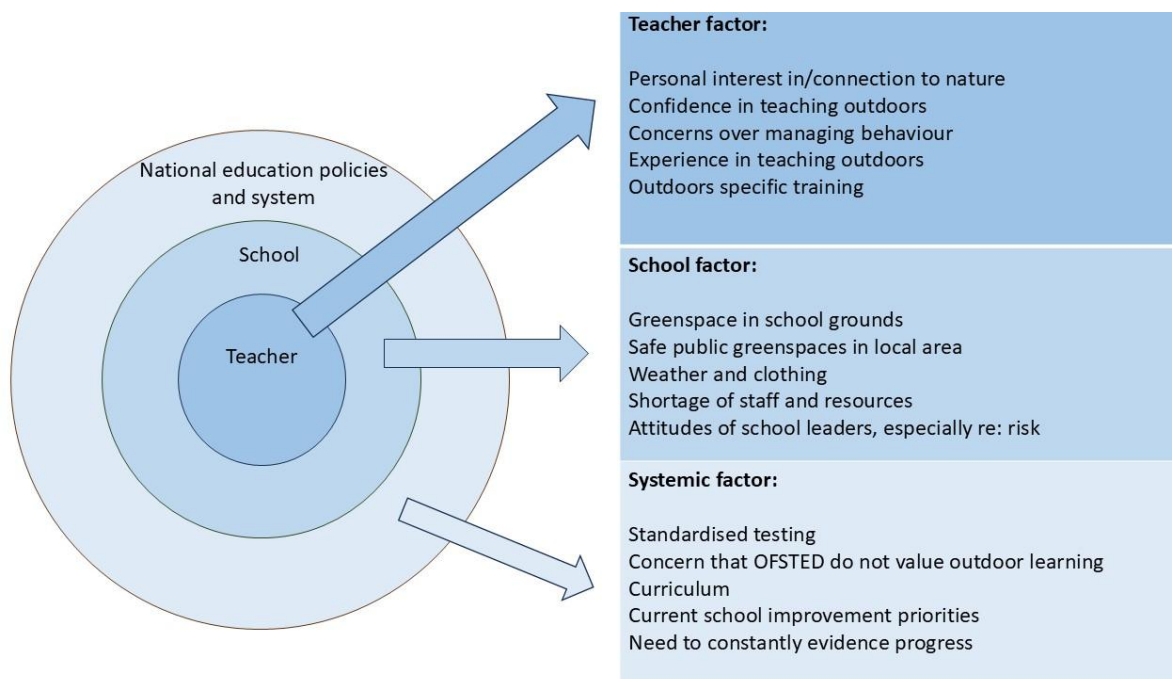 National education policies
and system
School
Teacher
Teacher factor:
Personal interest in/connection to nature
Confidence in teaching outdoors
Concerns over managing behaviour
Experience in teaching outdoors
Outdoors specific training
School factor:
Greenspace in school grounds
Safe public greenspaces in local area
Weather and clothing
Shortage of staff and resources
Attitudes of school leaders, especially re: risk
Systemic factor:
Standardised testing
Concern that OFSTED do not value outdoor learning
Curriculum
Current school improvement priorities
Need to constantly evidence progress